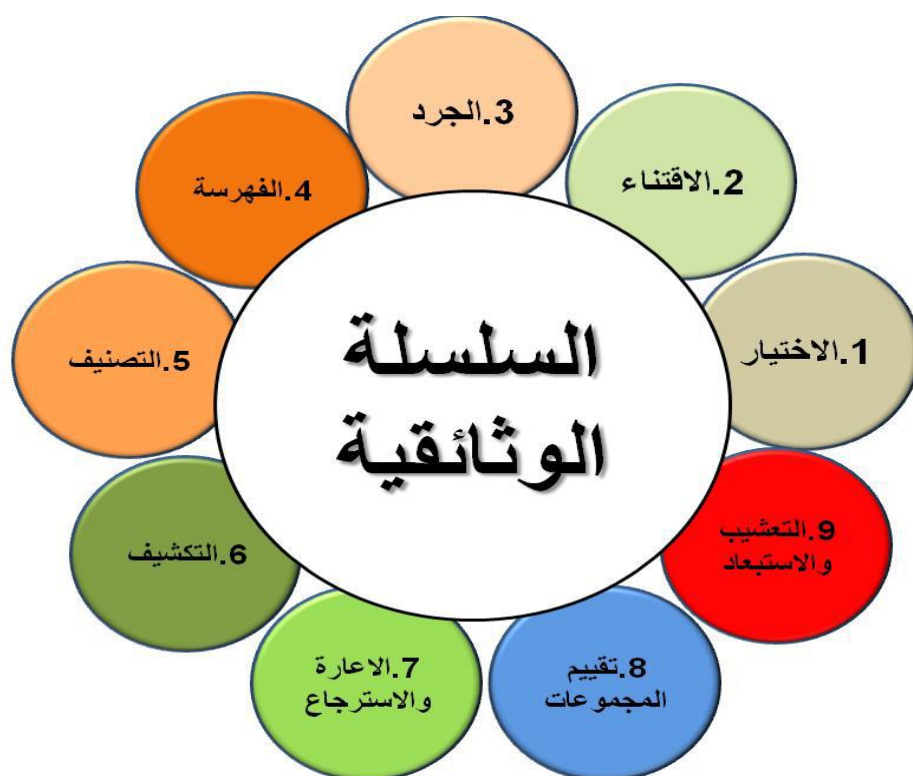 السلسلة
الوثائقية
1.الاختيار
2.الاقتناء
3.الجرد
4.الفهرسة
5.التصنيف
6.التكشيف
7.الاعارة
والاسترجاع
8.تقييم
المجموعات
9.التعشيب
والاستبعاد